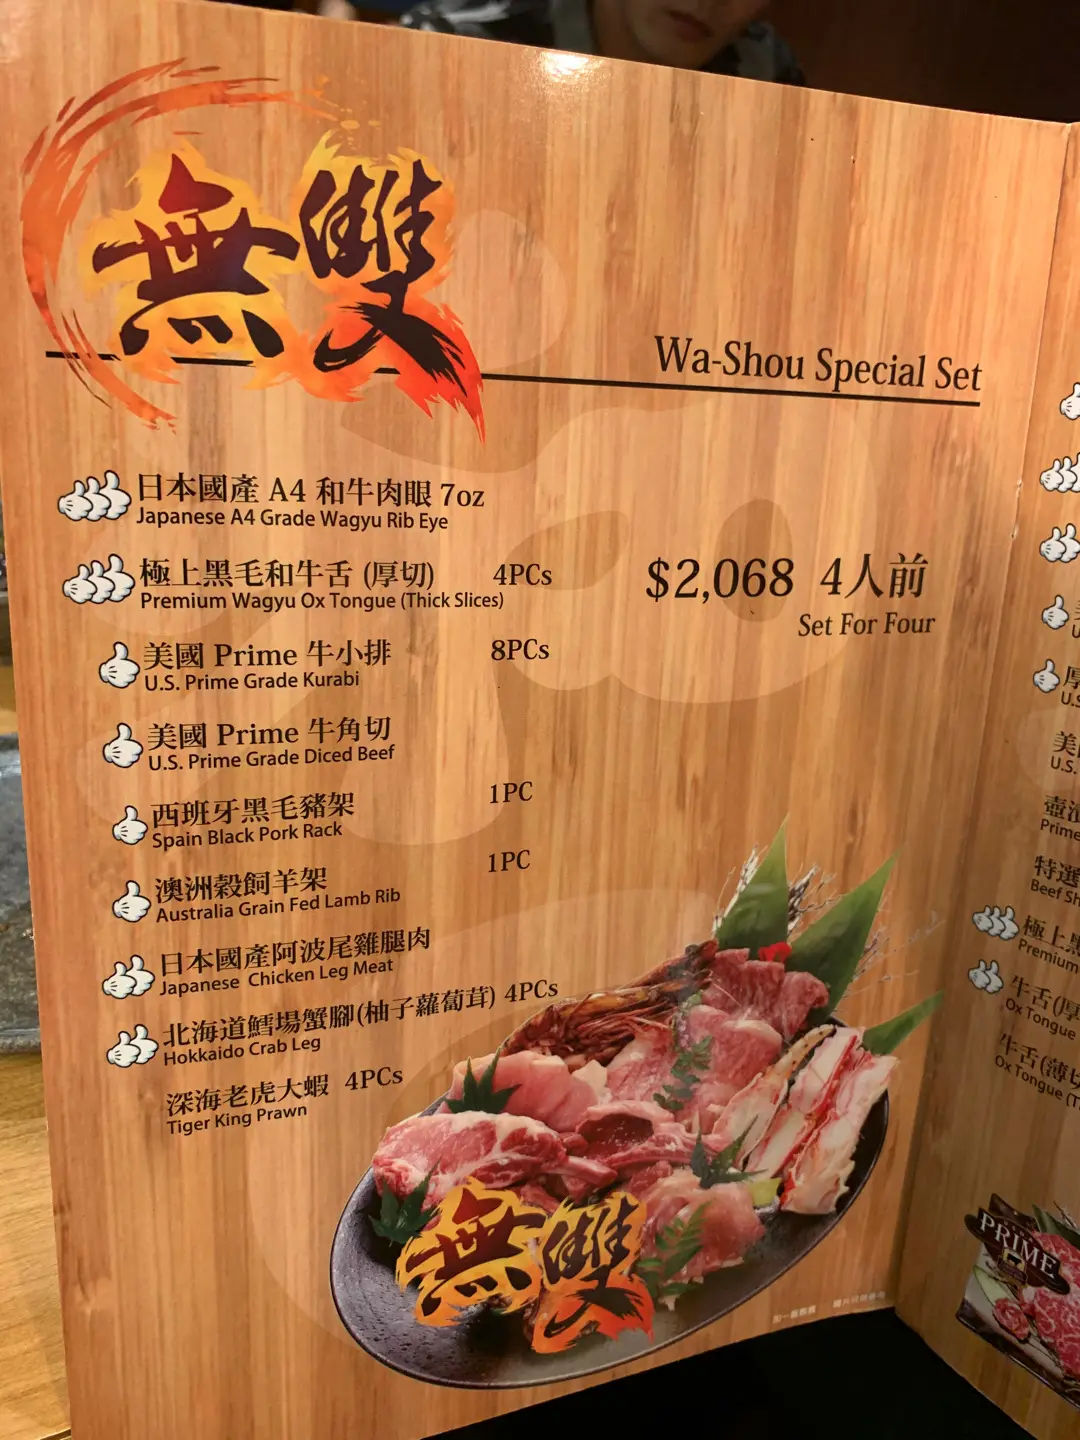 無雙
Wa-Shou Special Set
日本國產 A4 和牛肉眼 7oz
Japanese A4 Grade Wagyu Rib Eye
極上黑毛和牛舌 (厚切) 4PCs
Premium Wagyu Ox Tongue (Thick Slices)
$2,068 4人前
Set For Four
美國 Prime 牛小排 8PCs
U.S. Prime Grade Kurabi
美國 Prime 牛角切
U.S. Prime Grade Diced Beef
西班牙黑毛豬架 1PC
Spain Black Pork Rack
澳洲穀飼羊架 1PC
Australia Grain Fed Lamb Rib
日本國產阿波尾雞腿肉
Japanese Chicken Leg Meat
北海道鱈場蟹腳(柚子蘿蔔茸) 4PCs
Hokkaido Crab Leg
深海老虎大蝦 4PCs
Tiger King Prawn
無雙
U.S.
美
U.S.
Prime
特選
Beef
極上
Premium
牛舌(厚
Ox Tongue
牛舌(薄切
Ox Tongue (T
PRIME